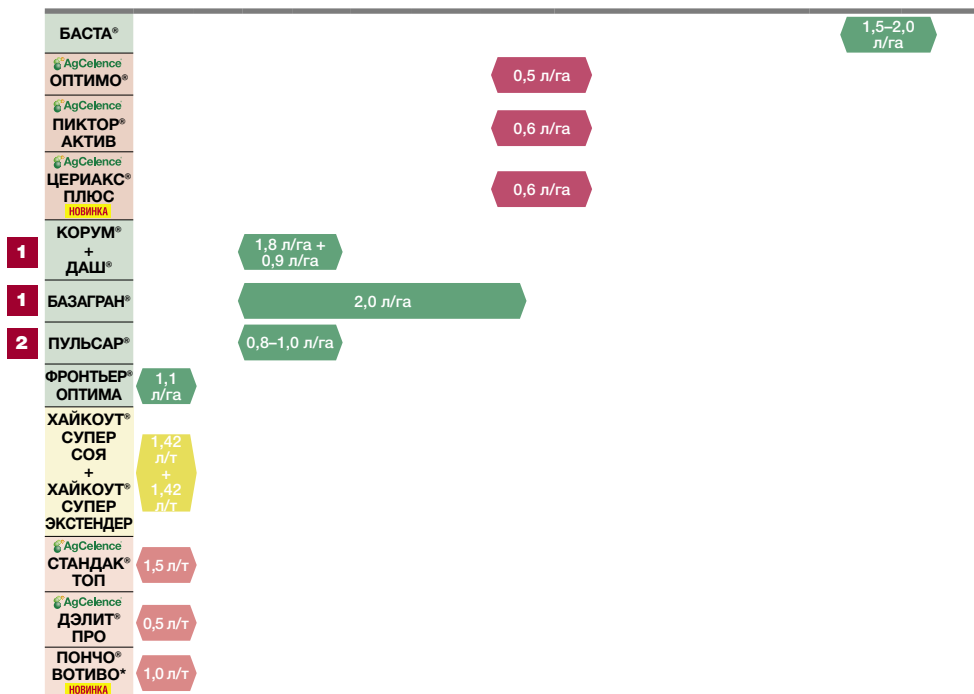 БАСТА®
1,5–2,0
л/га
AgCelence
ОПТИМО®
0,5 л/га
AgCelence
ПИКТОР®
АКТИВ
0,6 л/га
AgCelence
ЦЕРИАКС®
ПЛЮС
НОВИНКА
0,6 л/га
1
КОРУМ®
+
ДАШ®
1,8 л/га +
0,9 л/га
1
БАЗАГРАН®
2,0 л/га
2
ПУЛЬСАР®
0,8–1,0 л/га
ФРОНТЬЕР®
ОПТИМА
1,1
л/га
ХАЙКОУТ®
СУПЕР
СОЯ
+
ХАЙКОУТ®
СУПЕР
ЭКСТЕНДЕР
1,42
л/т
+
1,42
л/т
AgCelence
СТАНДАК®
ТОП
1,5 л/т
AgCelence
ДЭЛИТ®
ПРО
0,5 л/т
ПОНЧО®
ВОТИВО*
НОВИНКА
1,0 л/т